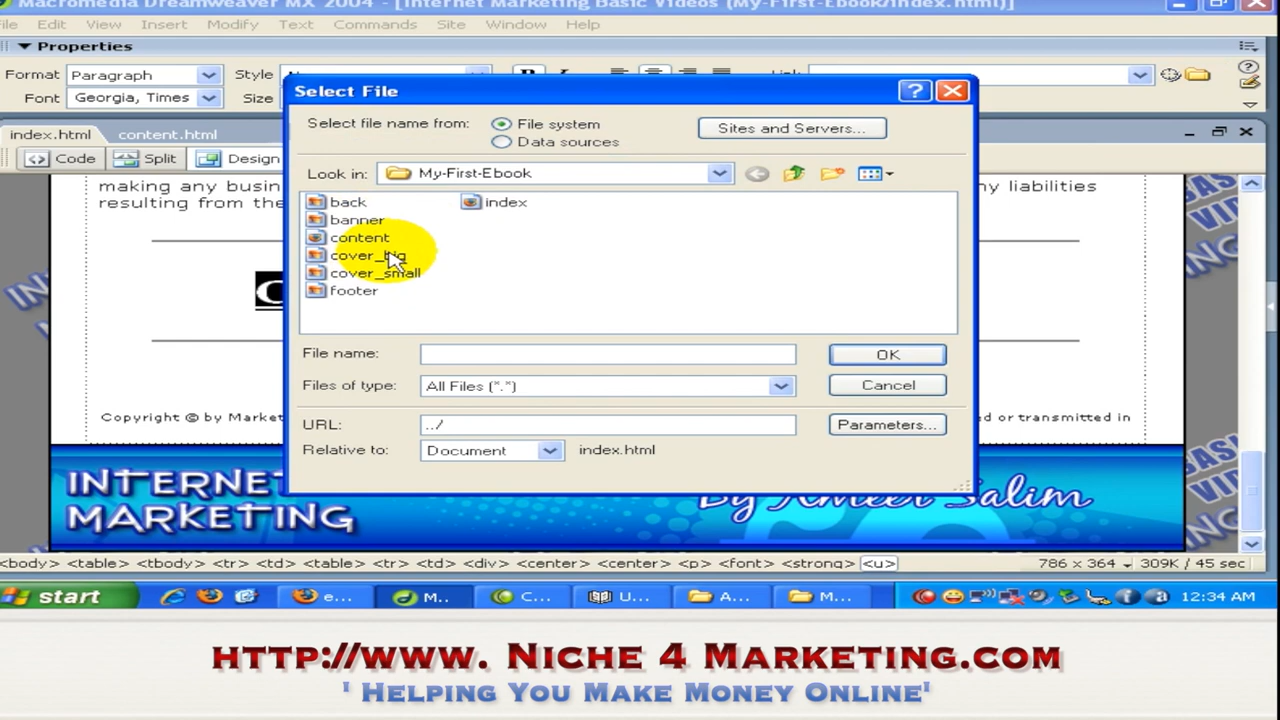 Macromedia Dreamweaver MX 2004 - [Internet Marketing Basic Videos (My-First-Ebook/index.html)]
File Edit View Insert Modify Text Commands Site Window Help
Properties
Format Paragraph Style
Font Georgia, Times Size
Select File
Select file name from: File system
Data sources
Sites and Servers...
index.html content.html
Code Split Design
Look in: My-First-Ebook
back
banner
content
cover_big
cover_small
footer
index
making any busin
ny liabilities
resulting from the
File name: OK
Files of type: All Files (*.*) Cancel
URL: ../ Parameters...
Relative to: Document index.html
Copyright © by Market
d or transmitted in
INTERNE
MARKETING
By Ameer Salim
<body> <table> <tbody> <tr> <td> <table> <tr> <td> <div> <center> <center> <p> <font> <strong> <u>
786 x 364 309K / 45 sec
start e... M... C... U... A... M... 12:34 AM
HTTP://WWW. NICHE 4 MARKETING.COM
' HELPING YOU MAKE MONEY ONLINE'